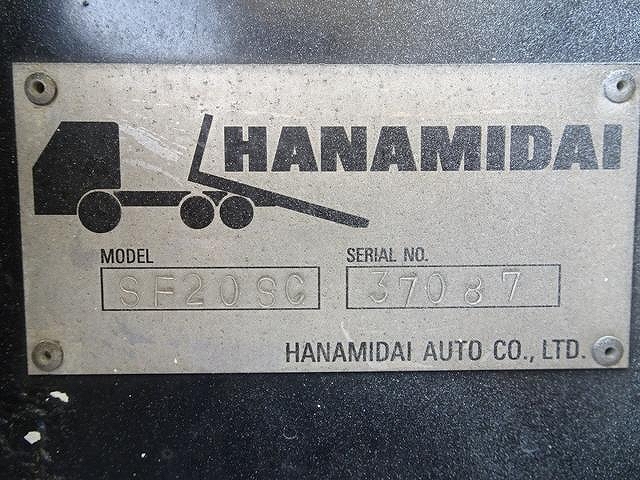 HANAMIDAI
MODEL SERIAL NO.
SF20SC 37087
HANAMIDAI AUTO CO., LTD.